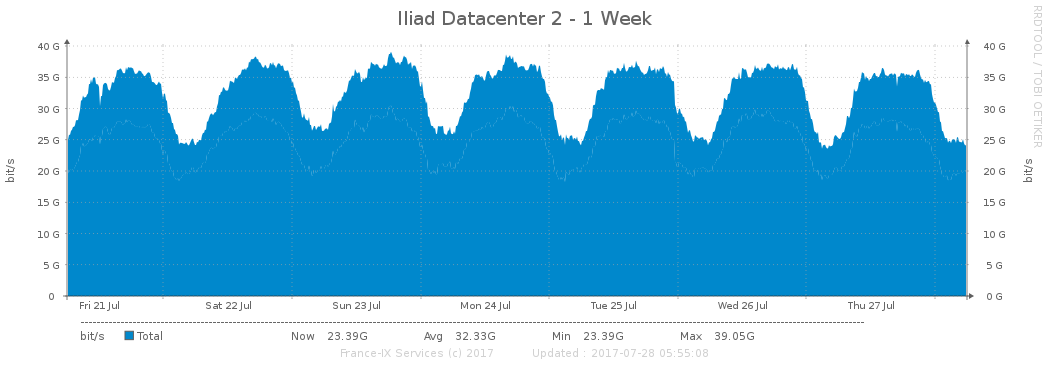 Iliad Datacenter 2 - 1 Week
RRDTOOL / TOBI OETIKER
40 G 40 G
35 G 35 G
30 G 30 G
25 G 25 G
20 G 20 G
15 G 15 G
10 G 10 G
5 G 5 G
0 0 G
bit/s bit/s
Fri 21 Jul Sat 22 Jul Sun 23 Jul Mon 24 Jul Tue 25 Jul Wed 26 Jul Thu 27 Jul
bit/s Total Now 23.39G Avg 32.33G Min 23.39G Max 39.05G
France-IX Services (c) 2017 Updated : 2017-07-28 05:55:08